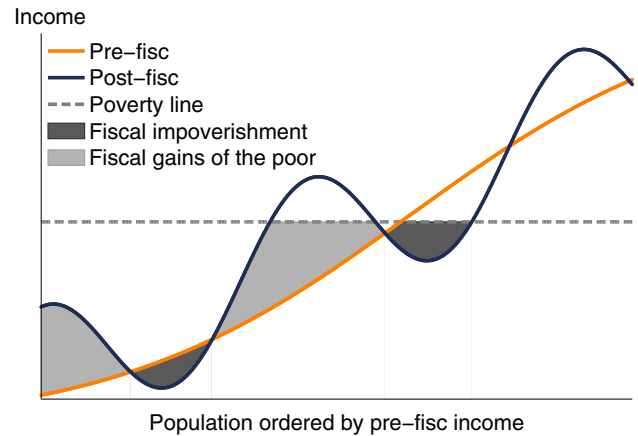 Income
Pre−fisc
Post−fisc
Poverty line
Fiscal impoverishment
Fiscal gains of the poor
Population ordered by pre−fisc income